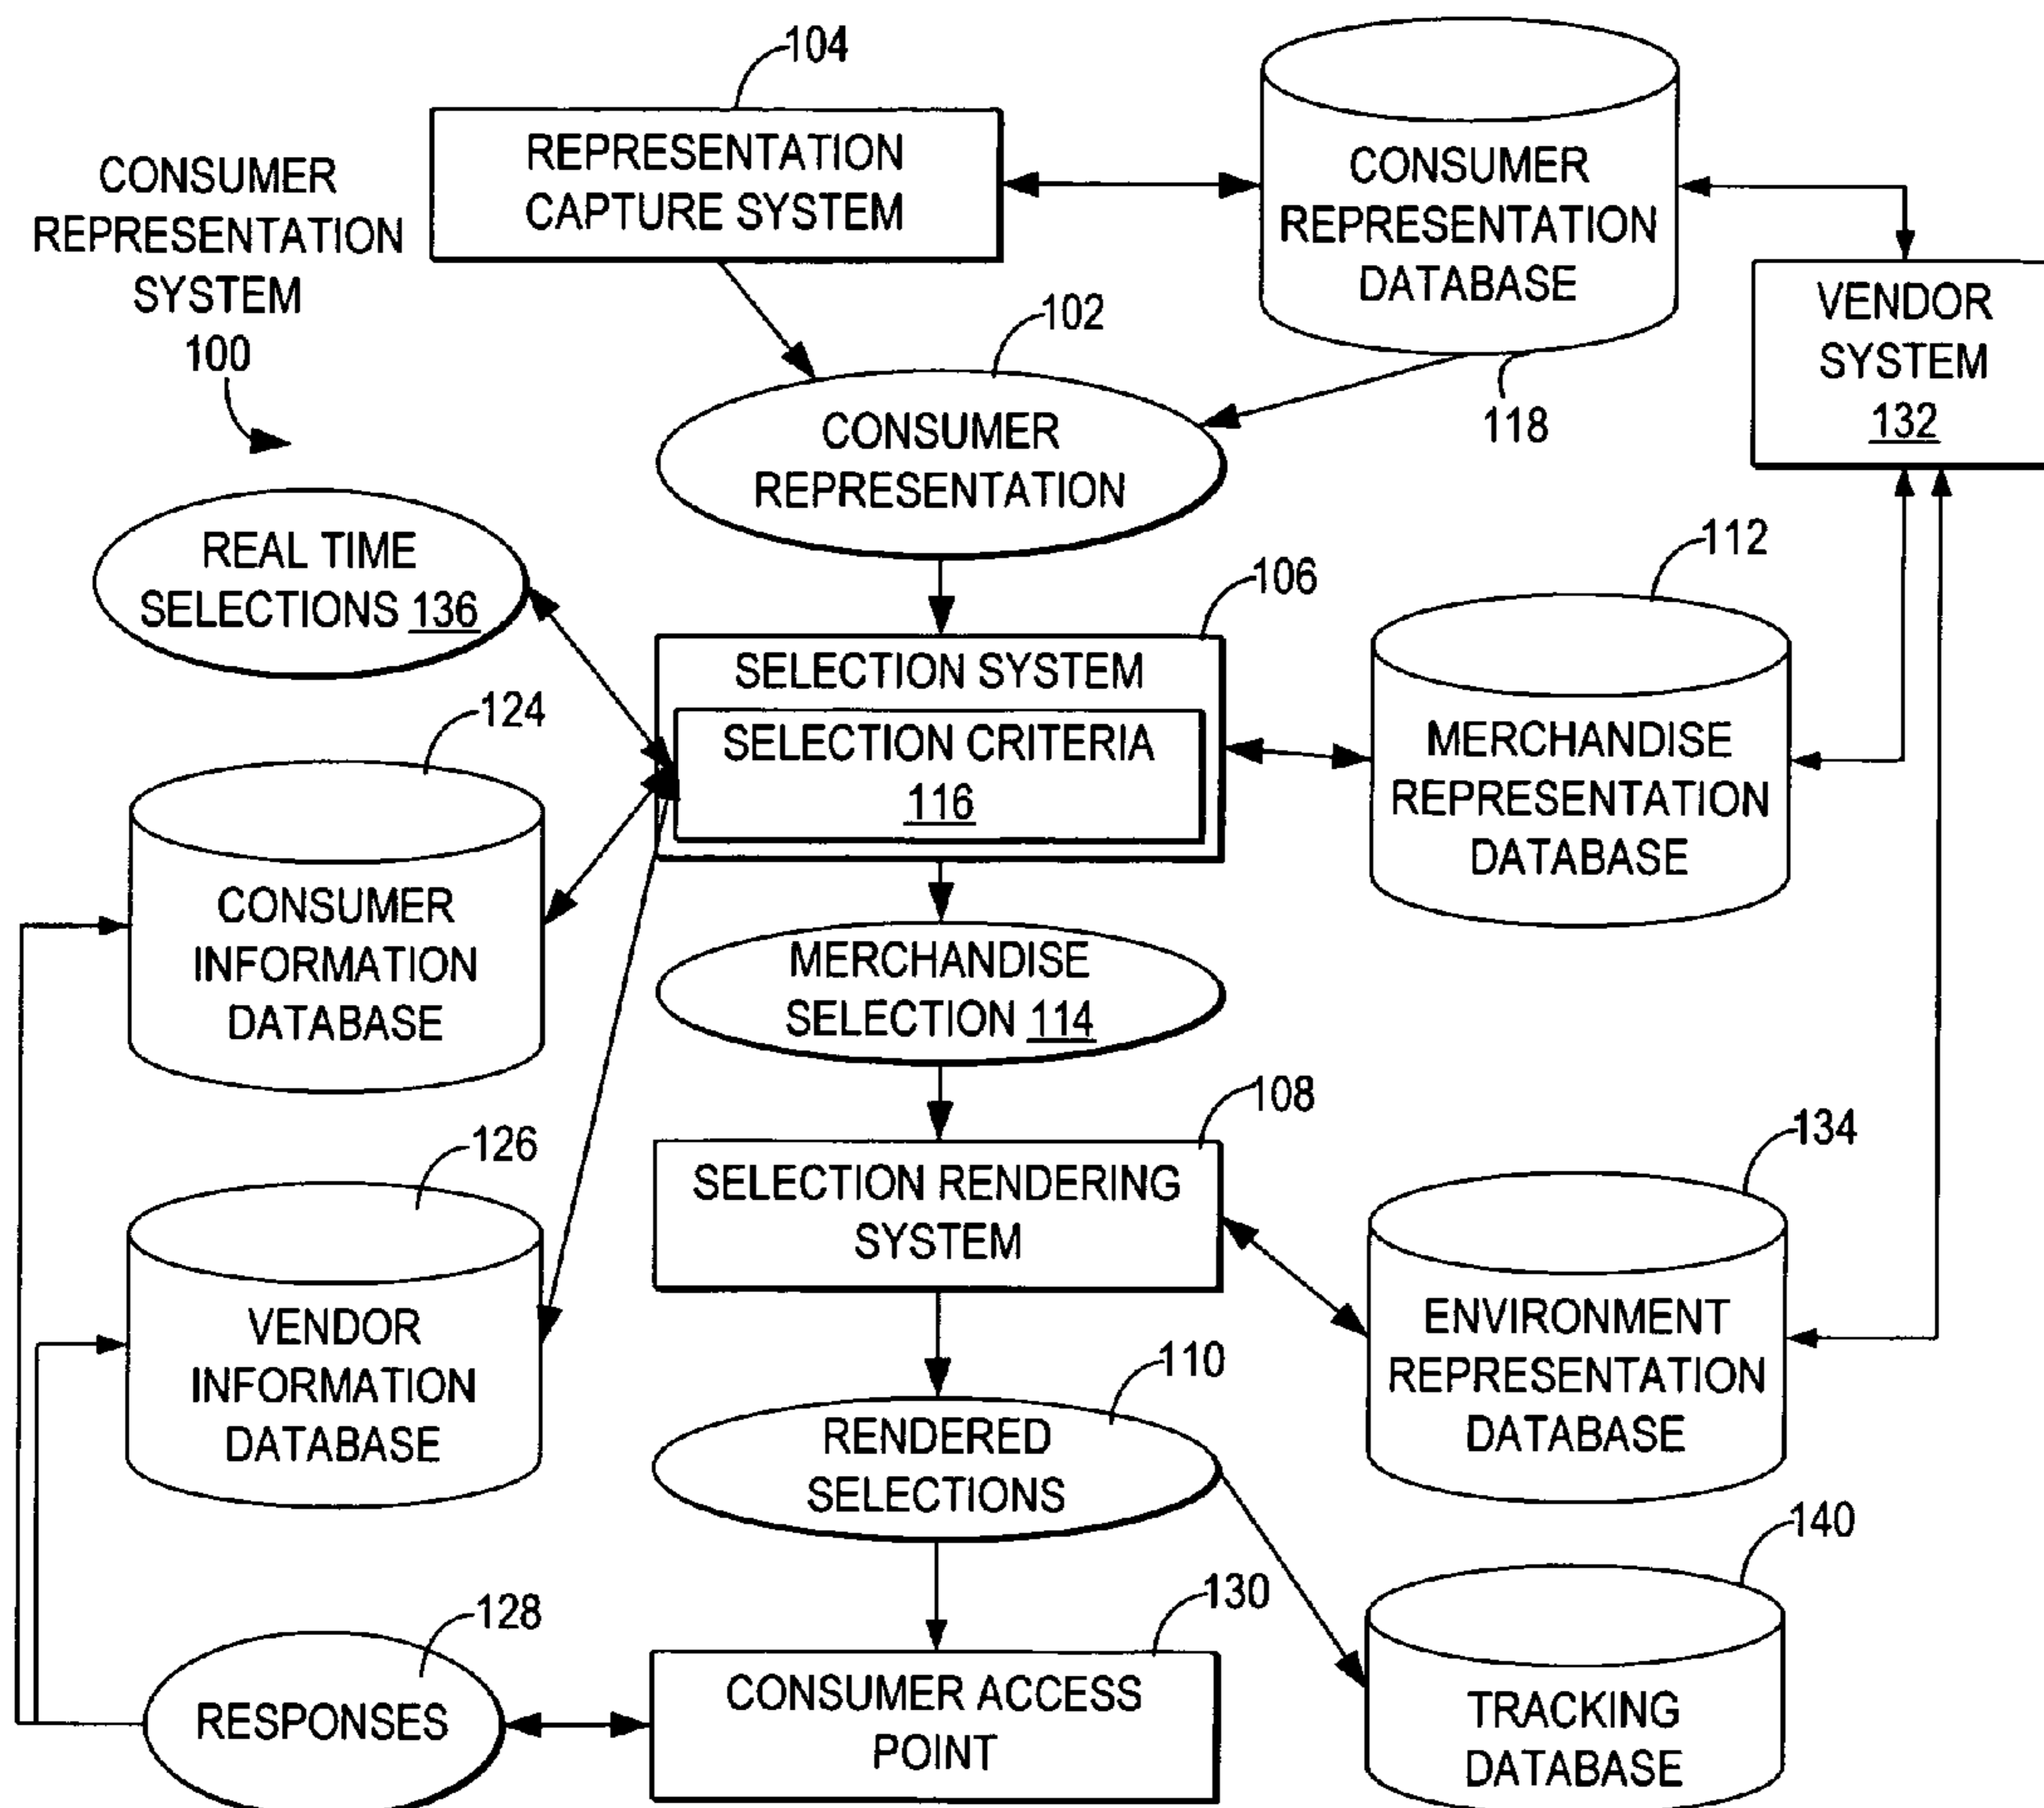 104
REPRESENTATION
CAPTURE SYSTEM
CONSUMER
REPRESENTATION
DATABASE
118
CONSUMER
REPRESENTATION
SYSTEM
100
VENDOR
SYSTEM
132
102
CONSUMER
REPRESENTATION
REAL TIME
SELECTIONS 136
106
SELECTION SYSTEM
SELECTION CRITERIA
116
112
MERCHANDISE
REPRESENTATION
DATABASE
124
CONSUMER
INFORMATION
DATABASE
MERCHANDISE
SELECTION 114
108
SELECTION RENDERING
SYSTEM
134
ENVIRONMENT
REPRESENTATION
DATABASE
126
VENDOR
INFORMATION
DATABASE
110
RENDERED
SELECTIONS
140
TRACKING
DATABASE
128
RESPONSES
130
CONSUMER ACCESS
POINT